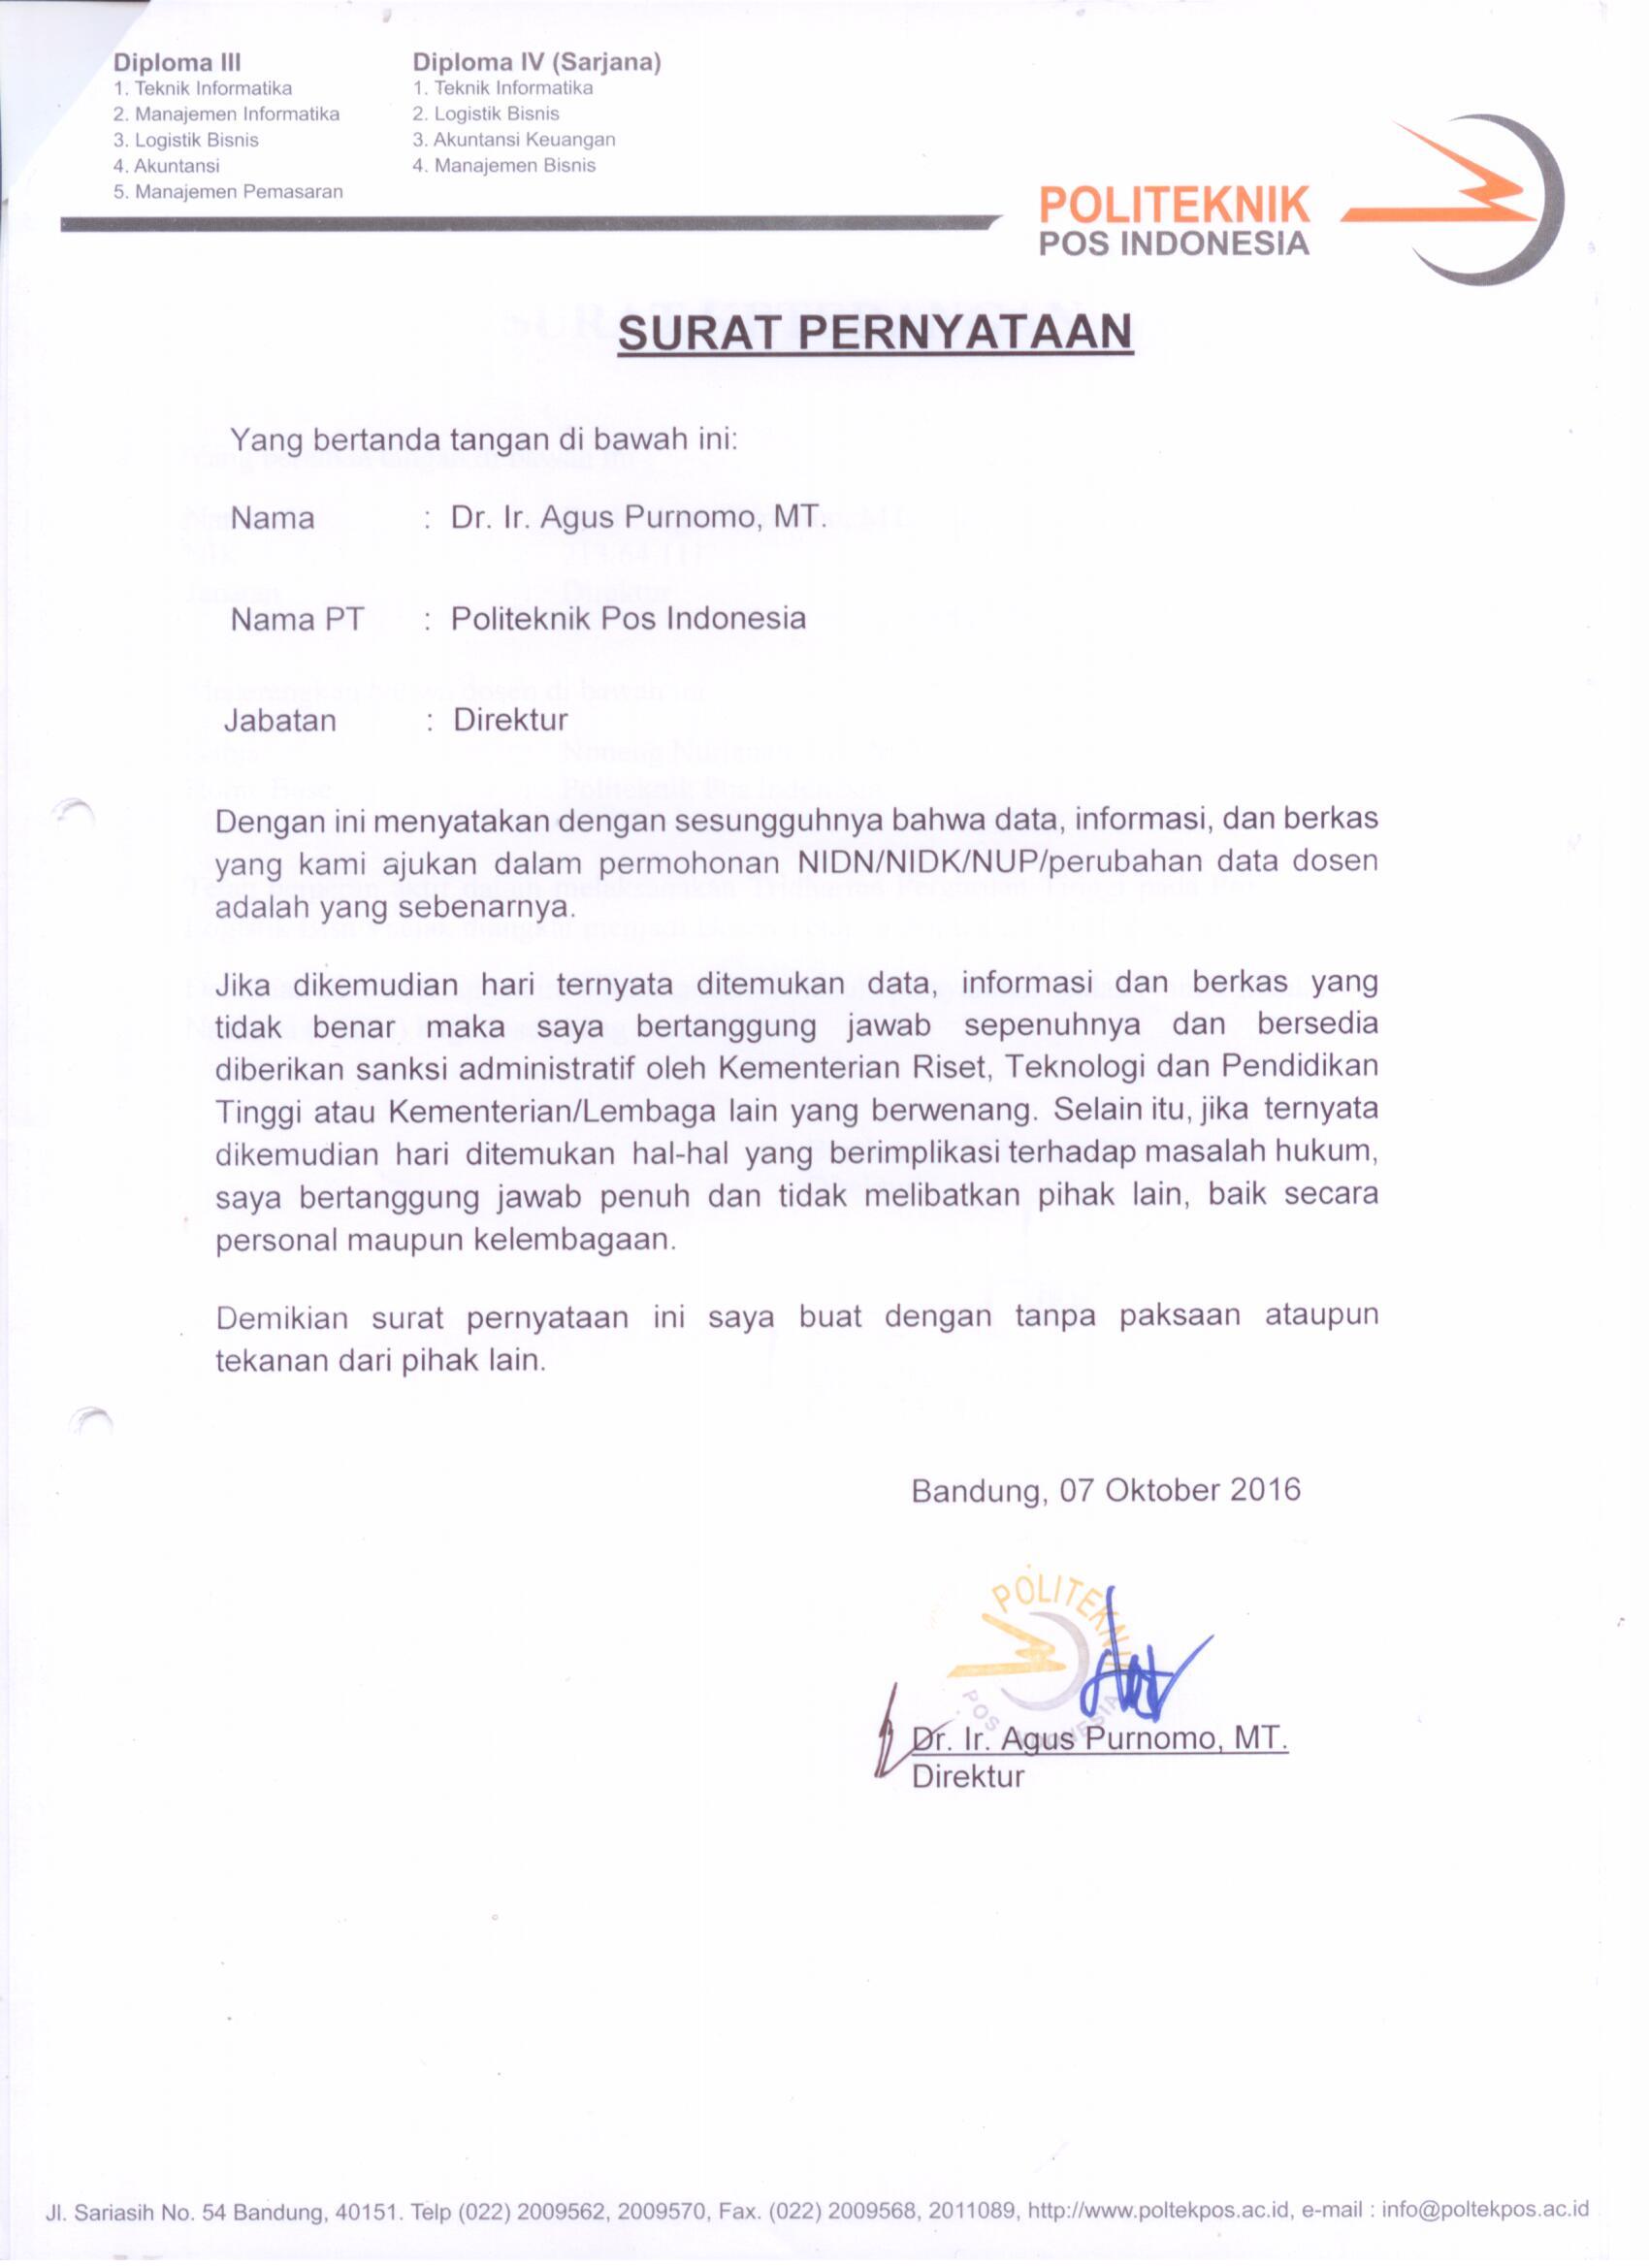 Diploma III
1. Teknik Informatika
2. Manajemen Informatika
3. Logistik Bisnis
4. Akuntansi
5. Manajemen Pemasaran
Diploma IV (Sarjana)
1. Teknik Informatika
2. Logistik Bisnis
3. Akuntansi Keuangan
4. Manajemen Bisnis
POLITEKNIK
POS INDONESIA
SURAT PERNYATAAN
Yang bertanda tangan di bawah ini:
Nama : Dr. Ir. Agus Purnomo, MT.
Nama PT : Politeknik Pos Indonesia
Jabatan : Direktur
Dengan ini menyatakan dengan sesungguhnya bahwa data, informasi, dan berkas
yang kami ajukan dalam permohonan NIDN/NIDK/NUP/perubahan data dosen
adalah yang sebenarnya.
Jika dikemudian hari ternyata ditemukan data, informasi dan berkas yang
tidak benar maka saya bertanggung jawab sepenuhnya dan bersedia
diberikan sanksi administratif oleh Kementerian Riset, Teknologi dan Pendidikan
Tinggi atau Kementerian/Lembaga lain yang berwenang. Selain itu, jika ternyata
dikemudian hari ditemukan hal-hal yang berimplikasi terhadap masalah hukum,
saya bertanggung jawab penuh dan tidak melibatkan pihak lain, baik secara
personal maupun kelembagaan.
Demikian surat pernyataan ini saya buat dengan tanpa paksaan ataupun
tekanan dari pihak lain.
Bandung, 07 Oktober 2016
POLITEKNIK
POS INDONESIA
Dr. Ir. Agus Purnomo, MT.
Direktur
Jl. Sariasih No. 54 Bandung, 40151. Telp (022) 2009562, 2009570, Fax. (022) 2009568, 2011089, http://www.poltekpos.ac.id, e-mail : info@poltekpos.ac.id